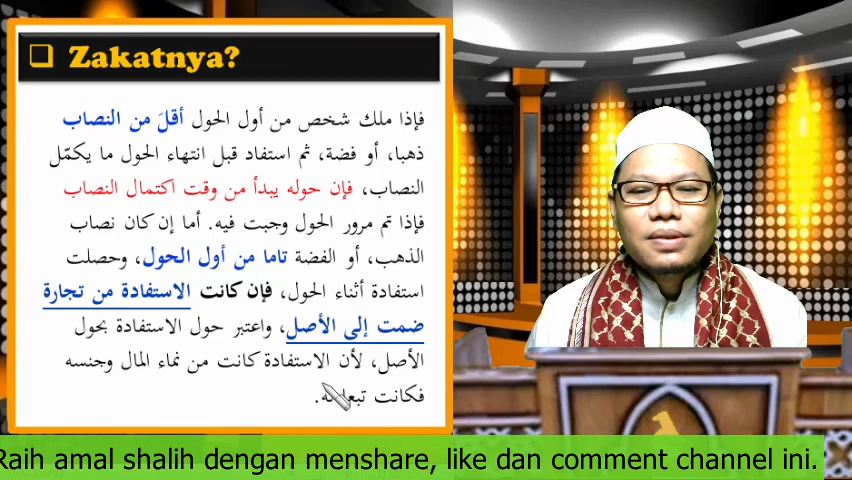 Zakatnya?
فإذا ملك شخص من أول الحول أقلَ من النصاب
ذهبا، أو فضة، ثم استفاد قبل انتهاء الحول ما يكمّل
النصاب، فإن حوله يبدأ من وقت اكتمال النصاب
فإذا تم مرور الحول وجبت فيه. أما إن كان نصاب
الذهب، أو الفضة تاما من أول الحول، وحصلت
استفادة أثناء الحول، فإن كانت الاستفادة من تجارة
ضمت إلى الأصل، واعتبر حول الاستفادة بحول
الأصل، لأن الاستفادة كانت من نماء المال وجنسه
فكانت
Raih amal shalih dengan menshare, like dan comment channel ini.